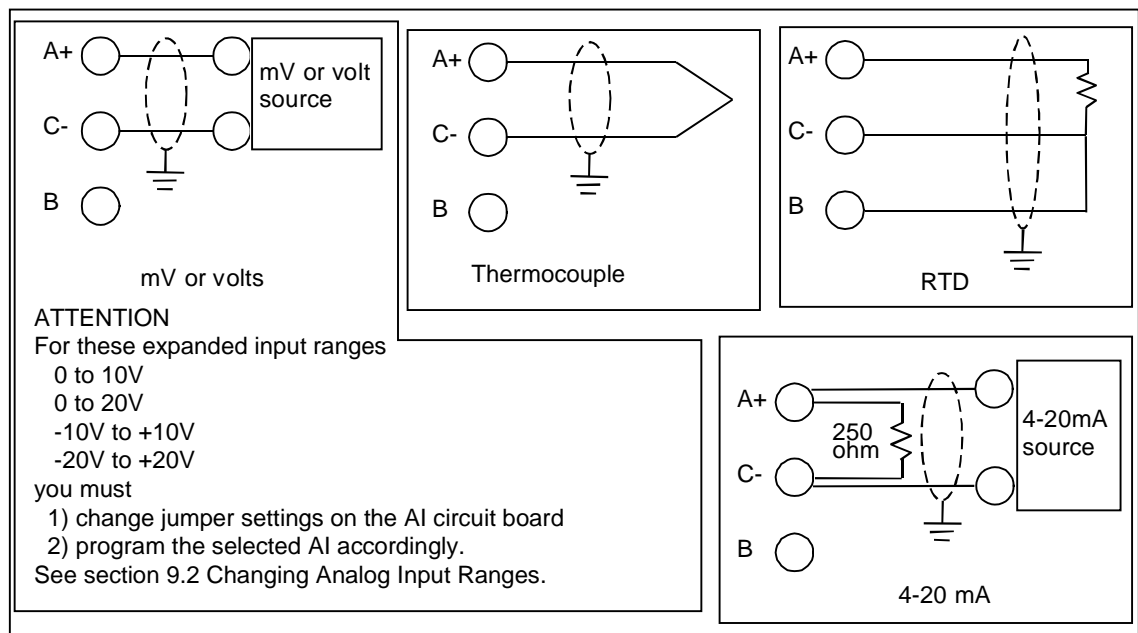 A+
mV or volt
source
C-
B
mV or volts
ATTENTION
For these expanded input ranges
0 to 10V
0 to 20V
-10V to +10V
-20V to +20V
you must
1) change jumper settings on the AI circuit board
2) program the selected AI accordingly.
See section 9.2 Changing Analog Input Ranges.
A+
C-
B
Thermocouple
A+
C-
B
RTD
A+
250
ohm
4-20mA
source
C-
B
4-20 mA